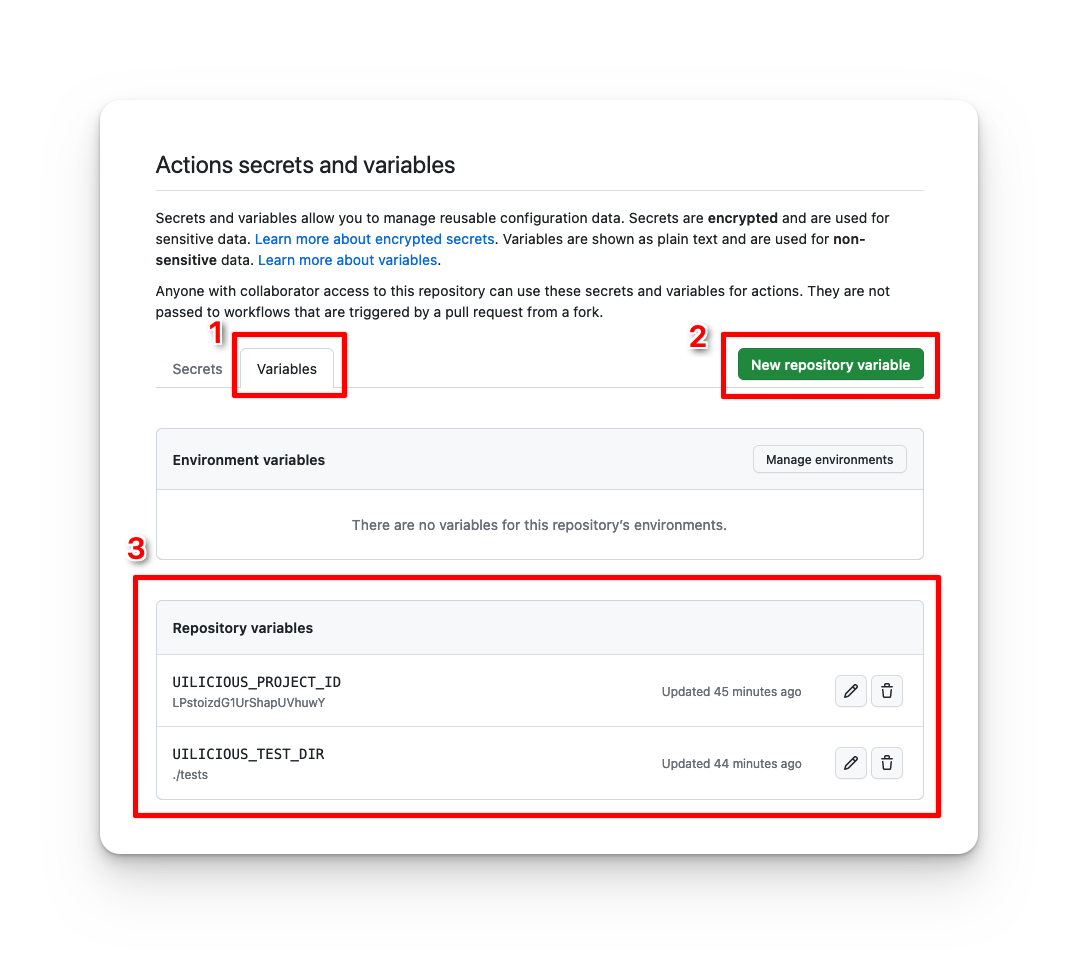 Actions secrets and variables
Secrets and variables allow you to manage reusable configuration data. Secrets are encrypted and are used for
sensitive data. Learn more about encrypted secrets. Variables are shown as plain text and are used for non-
sensitive data. Learn more about variables.
Anyone with collaborator access to this repository can use these secrets and variables for actions. They are not
passed to workflows that are triggered by a pull request from a fork.
1
2
Secrets
Variables
New repository variable
Environment variables
Manage environments
There are no variables for this repository's environments.
3
Repository variables
UILICIOUS_PROJECT_ID
LPstoizdG1UrShapUVhuwY
Updated 45 minutes ago
UILICIOUS_TEST_DIR
./tests
Updated 44 minutes ago